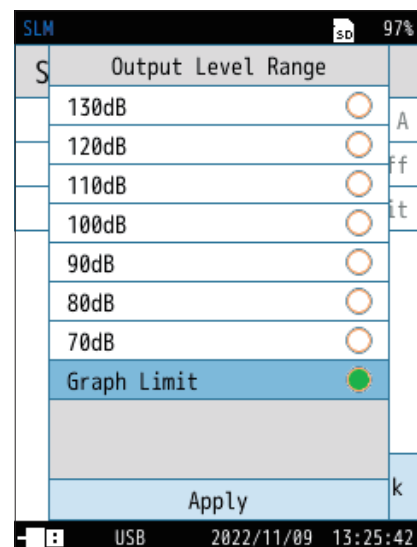 SLM SD 97%
S Output Level Range
130dB
A
120dB
ff
110dB
it
100dB
90dB
80dB
70dB
Graph Limit
Apply
k
USB 2022/11/09 13:25:42